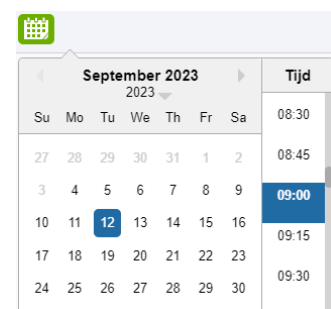 September 2023
2023
Su Mo Tu We Th Fr Sa
27 28 29 30 31 1 2
3 4 5 6 7 8 9
10 11 12 13 14 15 16
17 18 19 20 21 22 23
24 25 26 27 28 29 30
Tijd
08:30
08:45
09:00
09:15
09:30